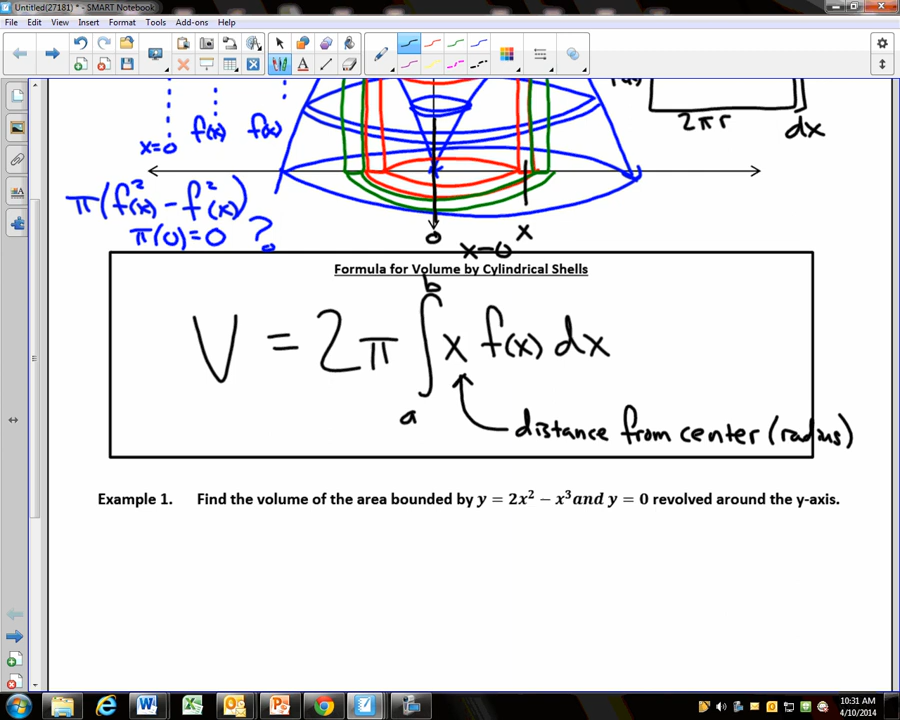 Untitled(27181) * - SMART Notebook
File Edit View Insert Format Tools Add-ons Help
x=0 f(x) f(x)
2πr dx
π(f²(x) - f²(x))
π(0)=0 ?
0 x-0 x
Formula for Volume by Cylindrical Shells
V = 2π ∫ₐᵇ x f(x) dx
distance from center (radius)
Example 1. Find the volume of the area bounded by y = 2x² − x³ and y = 0 revolved around the y-axis.
10:31 AM
4/10/2014